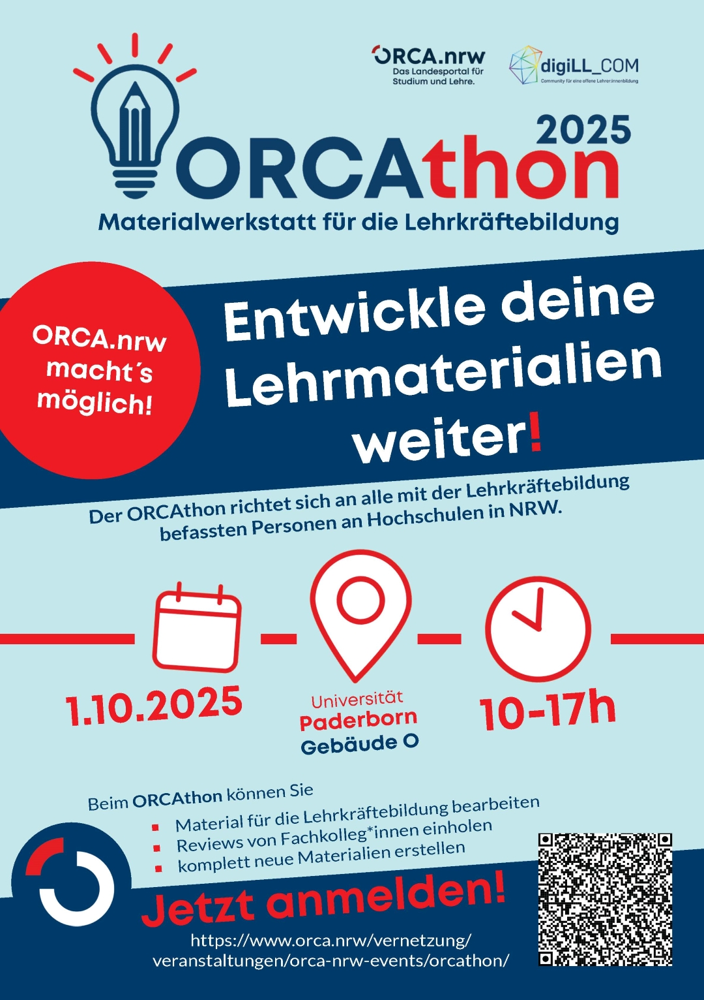 ORCA.nrw
Das Landesportal für
Studium und Lehre.
digiLL_COM
Community für eine offene Lehrer:innenbildung
2025
ORCAthon
Materialwerkstatt für die Lehrkräftebildung
ORCA.nrw
macht´s
möglich!
Entwickle deine
Lehrmaterialien
weiter!
Der ORCAthon richtet sich an alle mit der Lehrkräftebildung
befassten Personen an Hochschulen in NRW.
1.10.2025
Universität
Paderborn
Gebäude O
10-17h
Beim ORCAthon können Sie
Material für die Lehrkräftebildung bearbeiten
Reviews von Fachkolleg*innen einholen
komplett neue Materialien erstellen
Jetzt anmelden!
https://www.orca.nrw/vernetzung/
veranstaltungen/orca-nrw-events/orcathon/